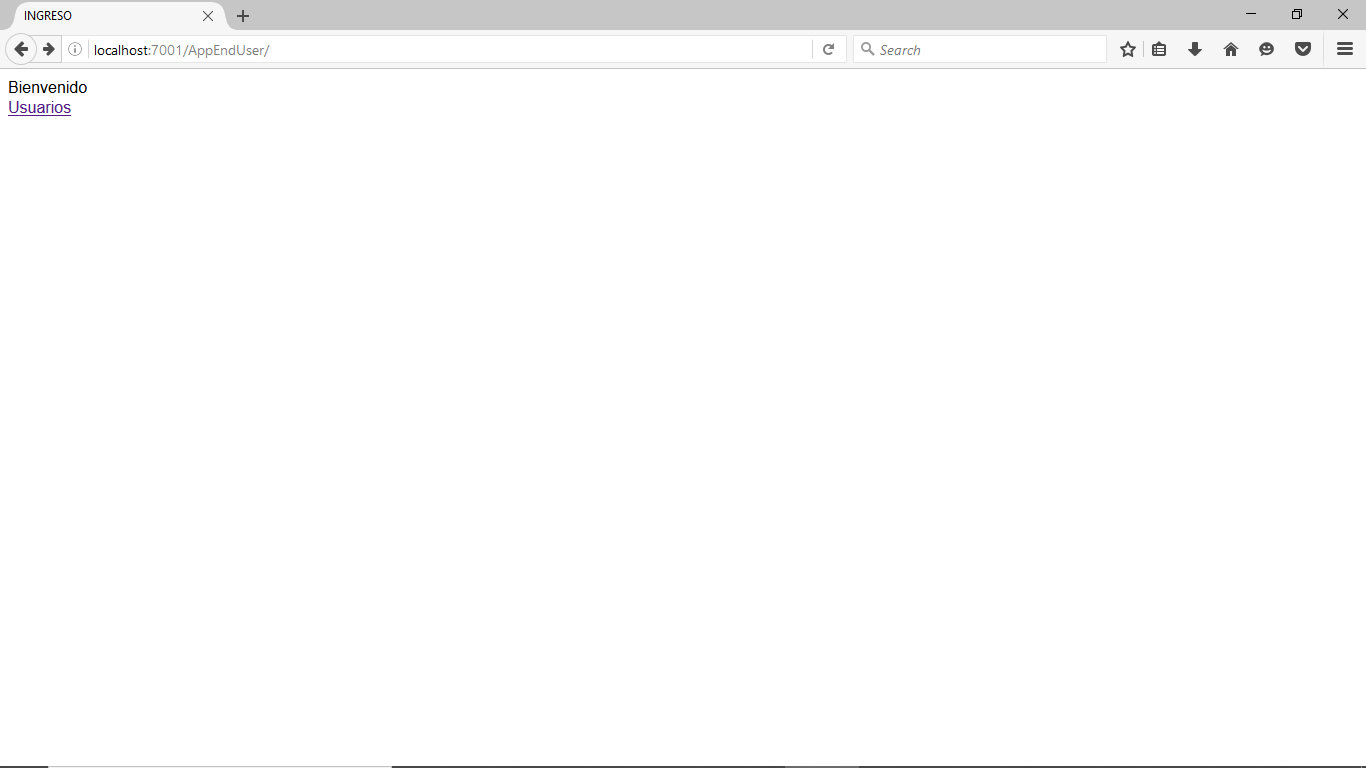 INGRESO
localhost:7001/AppEndUser/
Search
Bienvenido
Usuarios